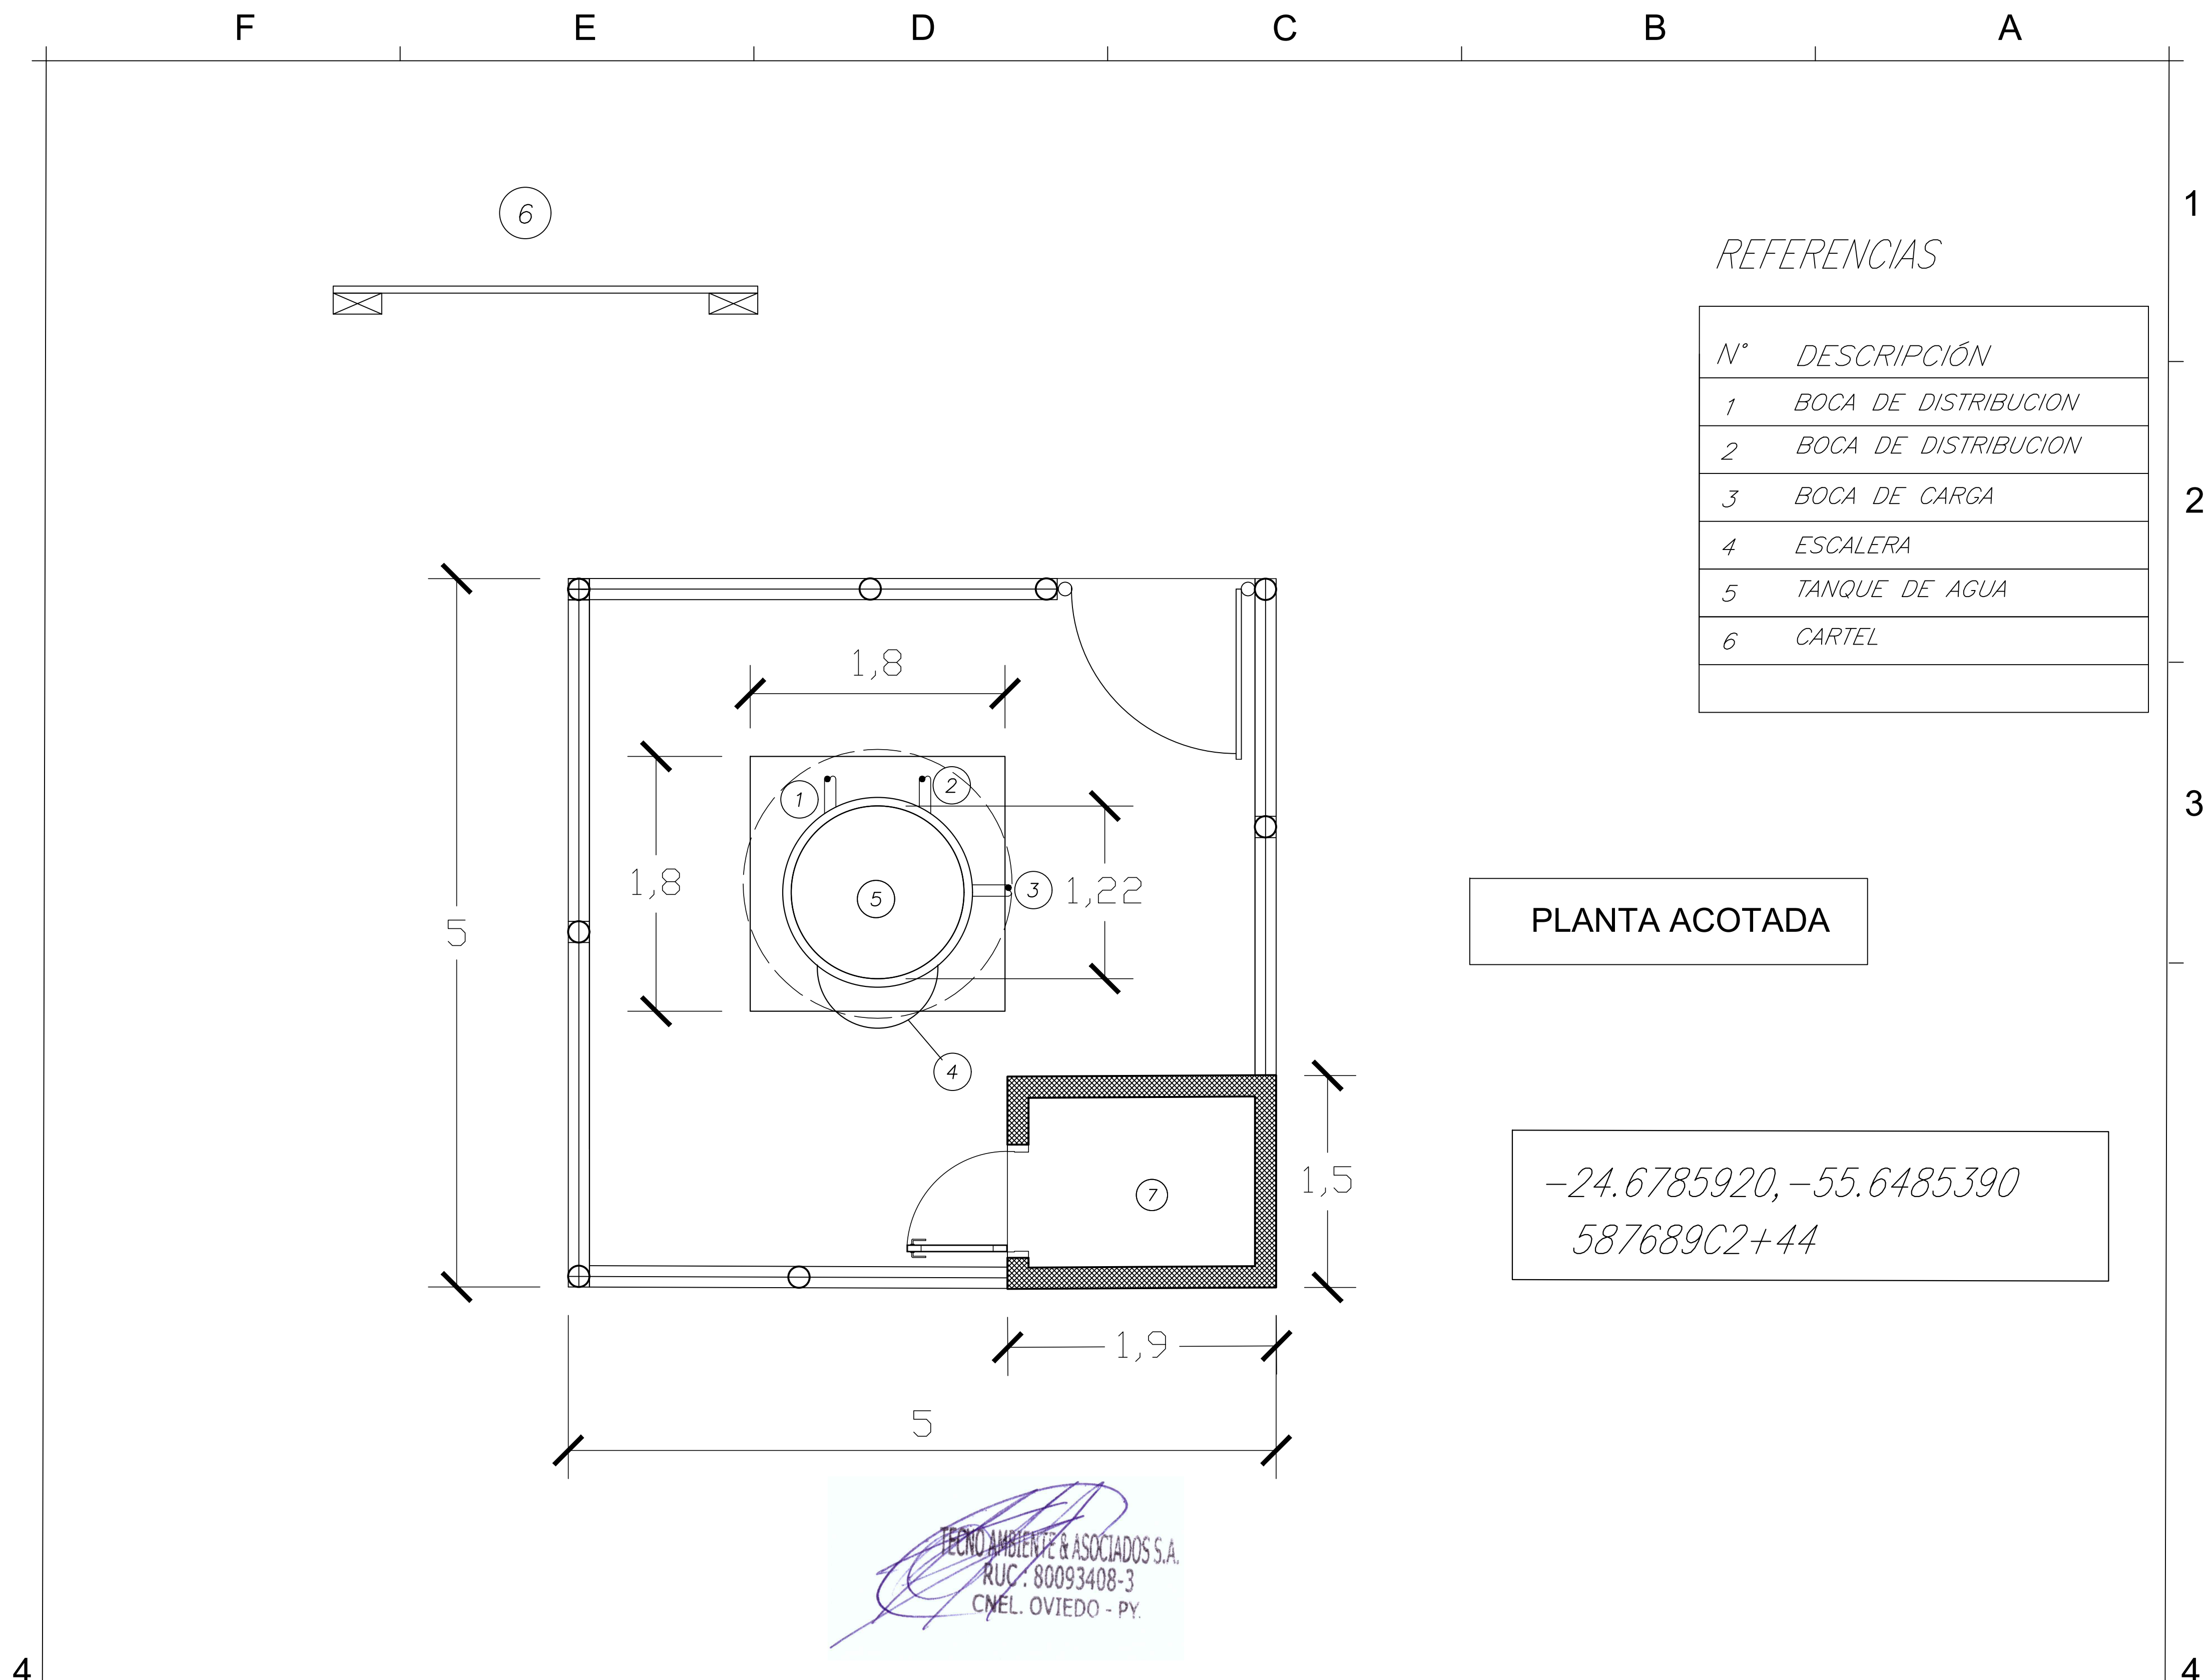 F E D C B A
1
6
REFERENCIAS
N° DESCRIPCIÓN
1 BOCA DE DISTRIBUCION
2 BOCA DE DISTRIBUCION
3 BOCA DE CARGA
4 ESCALERA
5 TANQUE DE AGUA
6 CARTEL
2
1,8
1
2
3
1,8
5
3
1,22
5
PLANTA ACOTADA
4
7
1,5
-24.6785920,-55.6485390
587689C2+44
1,9
5
TECNO AMBIENTE & ASOCIADOS S.A.
RUC : 80093408-3
CNEL. OVIEDO - PY.
4
4